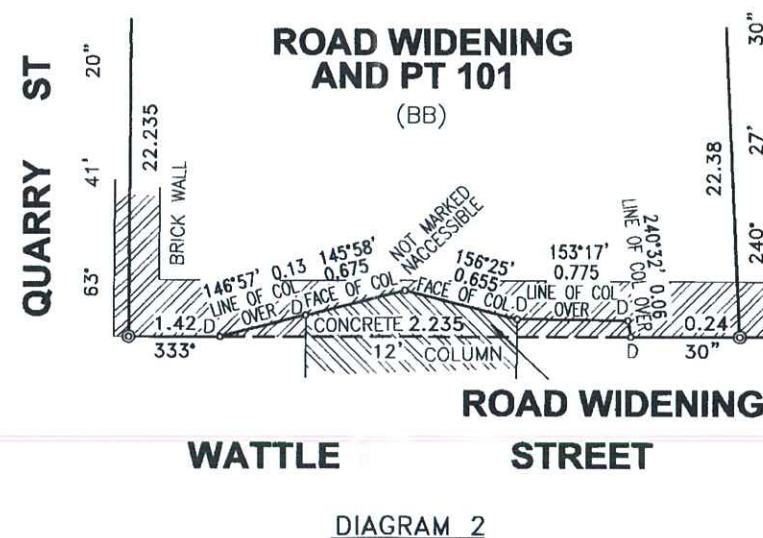 ROAD WIDENING
AND PT 101
(BB)
QUARRY ST
63° 41' 20"
22.235
BRICK WALL
146°57' 0.13
LINE OF COL
OVER
145°58'
0.675
FACE OF COL
NOT MARKED
INACCESSIBLE
156°25'
0.655
FACE OF COL
153°17'
0.775
LINE OF COL
OVER
240°32' 0.06
LINE OF COL
OVER
22.38
240° 27' 30"
1.42
D
D
D
D
D
0.24
CONCRETE 2.235
COLUMN
333° 12' 30"
ROAD WIDENING
WATTLE STREET
DIAGRAM 2